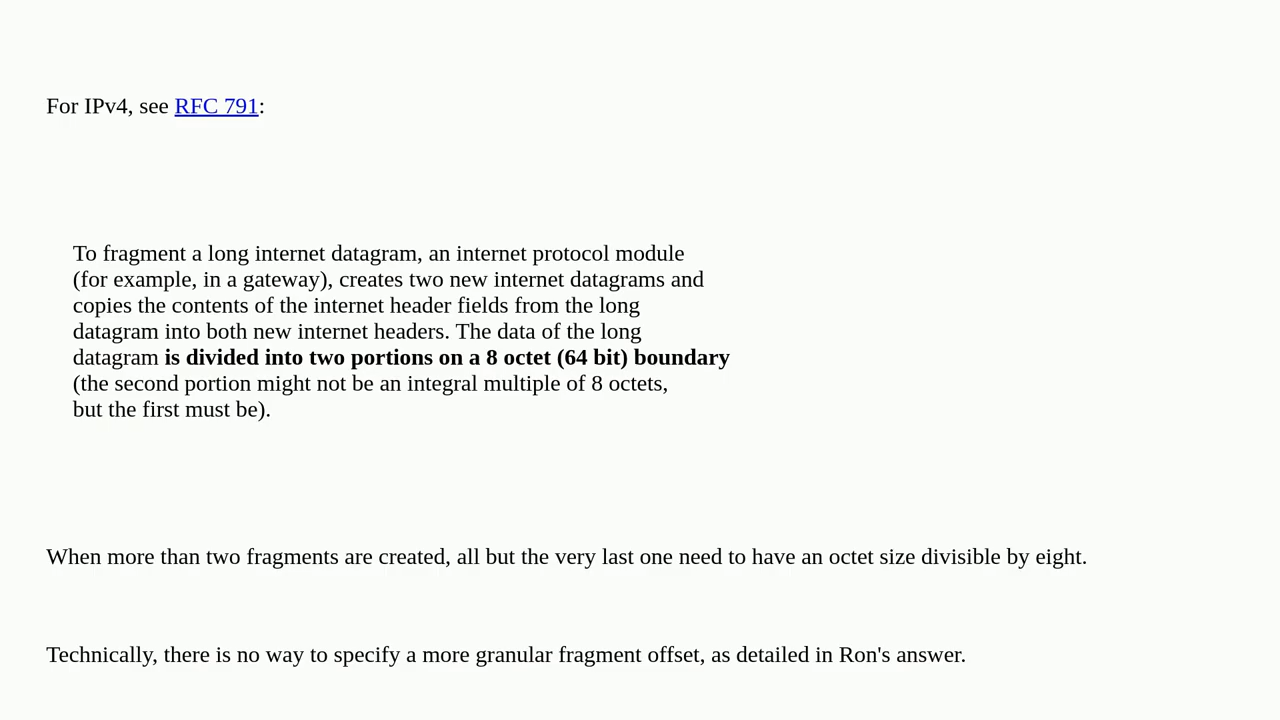 For IPv4, see RFC 791:
To fragment a long internet datagram, an internet protocol module
(for example, in a gateway), creates two new internet datagrams and
copies the contents of the internet header fields from the long
datagram into both new internet headers. The data of the long
datagram is divided into two portions on a 8 octet (64 bit) boundary
(the second portion might not be an integral multiple of 8 octets,
but the first must be).
When more than two fragments are created, all but the very last one need to have an octet size divisible by eight.
Technically, there is no way to specify a more granular fragment offset, as detailed in Ron's answer.